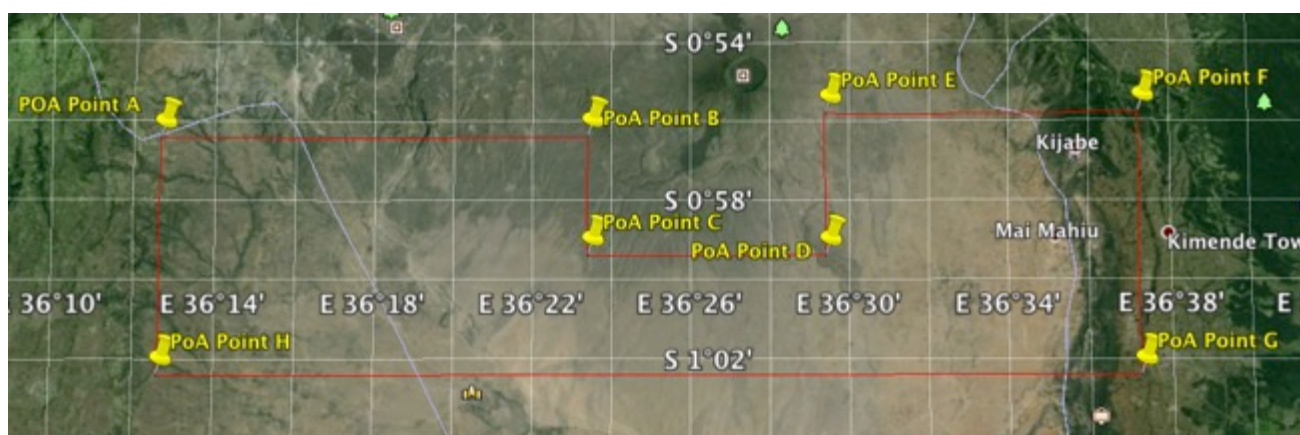 S 0°54'
POA Point A
PoA Point B
PoA Point E
PoA Point F
Kijabe
S 0°58'
PoA Point C
PoA Point D
Mai Mahiu
E 36°10'
E 36°14'
E 36°18'
E 36°22'
E 36°26'
E 36°30'
E 36°34'
E 36°38'
E
PoA Point H
S 1°02'
PoA Point G
Kimende